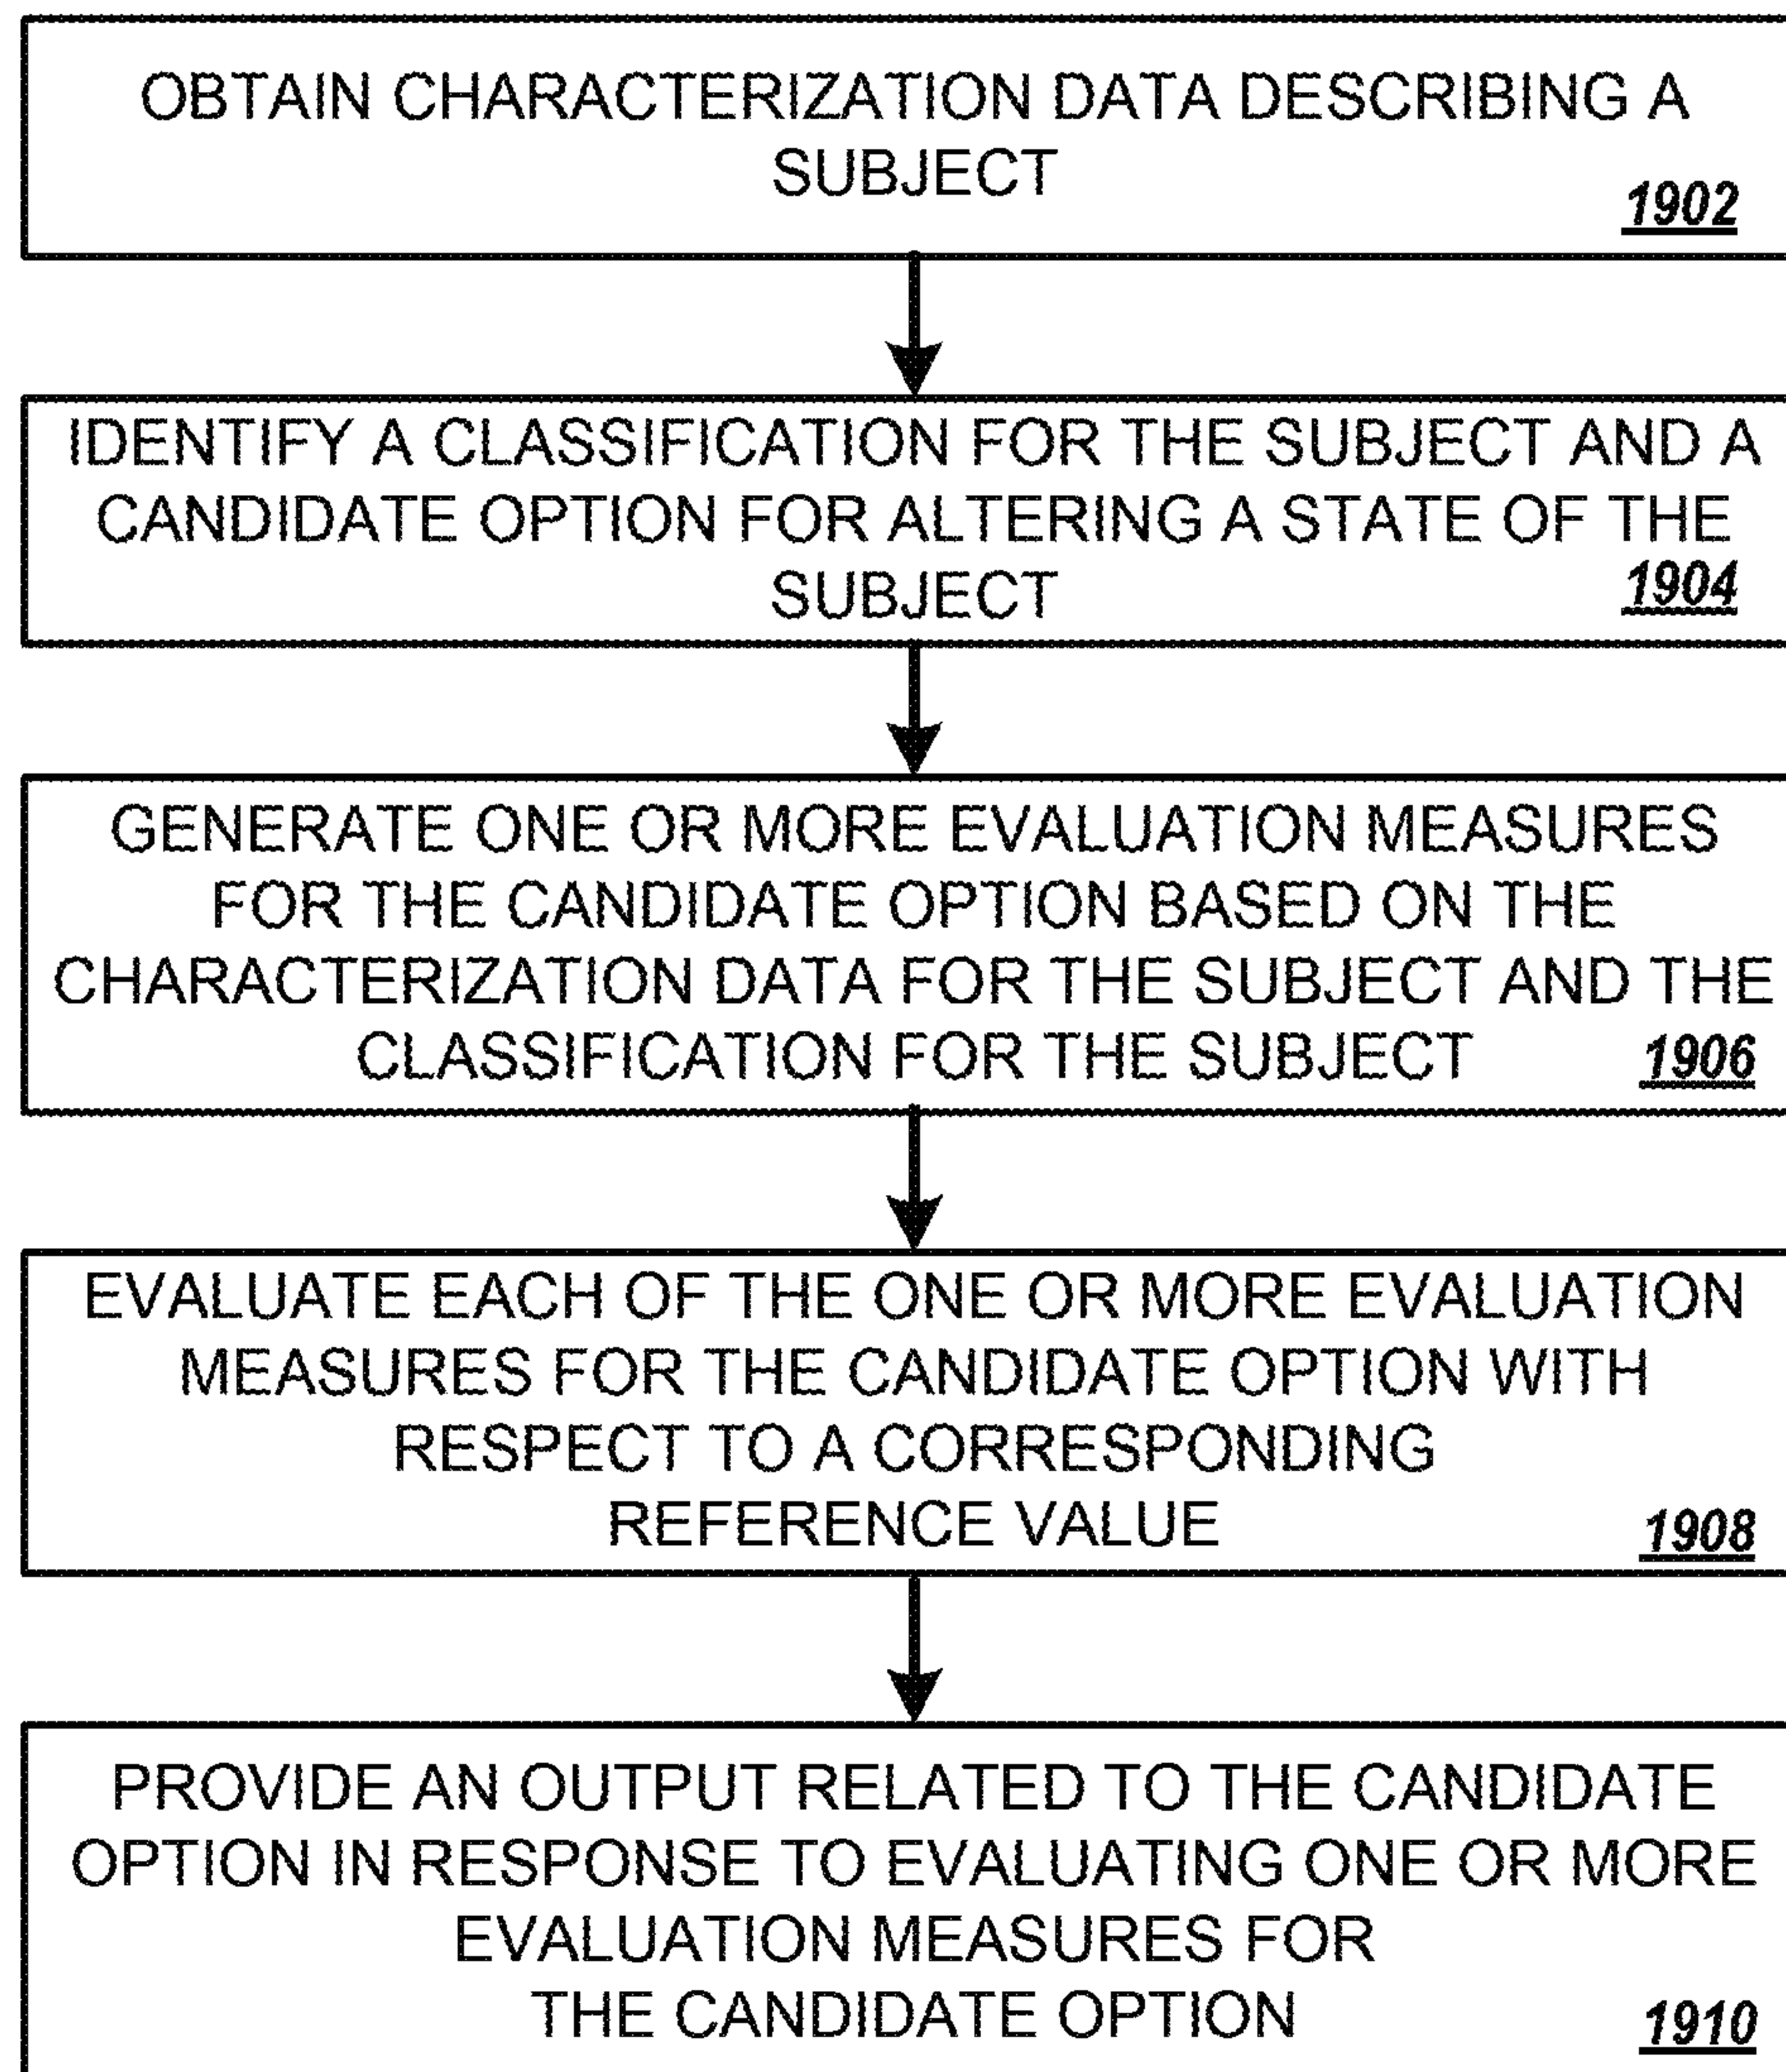 OBTAIN CHARACTERIZATION DATA DESCRIBING A
SUBJECT
1902
IDENTIFY A CLASSIFICATION FOR THE SUBJECT AND A
CANDIDATE OPTION FOR ALTERING A STATE OF THE
SUBJECT
1904
GENERATE ONE OR MORE EVALUATION MEASURES
FOR THE CANDIDATE OPTION BASED ON THE
CHARACTERIZATION DATA FOR THE SUBJECT AND THE
CLASSIFICATION FOR THE SUBJECT
1906
EVALUATE EACH OF THE ONE OR MORE EVALUATION
MEASURES FOR THE CANDIDATE OPTION WITH
RESPECT TO A CORRESPONDING
REFERENCE VALUE
1908
PROVIDE AN OUTPUT RELATED TO THE CANDIDATE
OPTION IN RESPONSE TO EVALUATING ONE OR MORE
EVALUATION MEASURES FOR
THE CANDIDATE OPTION
1910